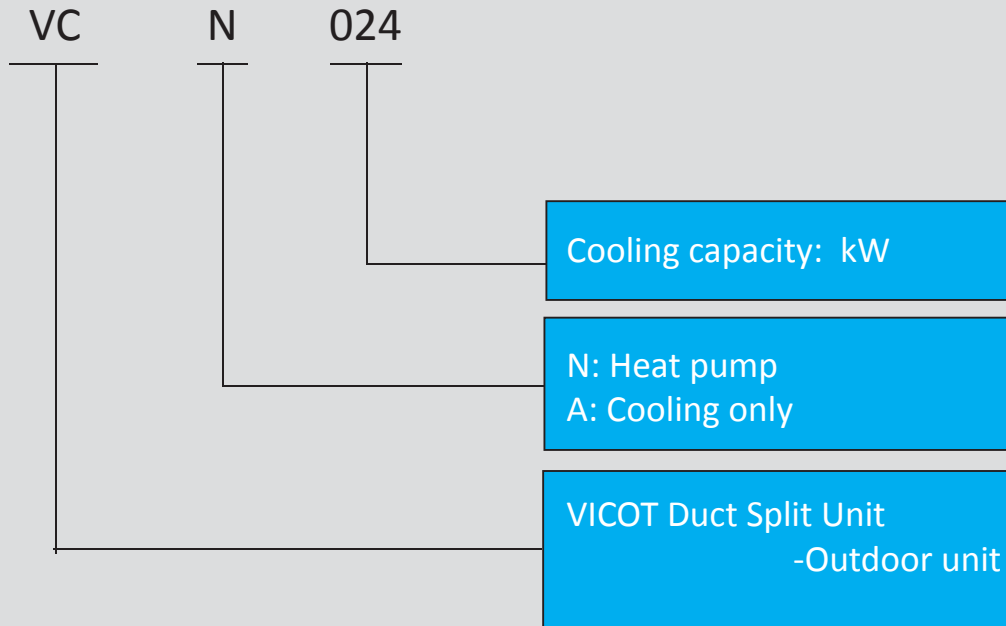 VC N 024
Cooling capacity: kW
N: Heat pump
A: Cooling only
VICOT Duct Split Unit
-Outdoor unit